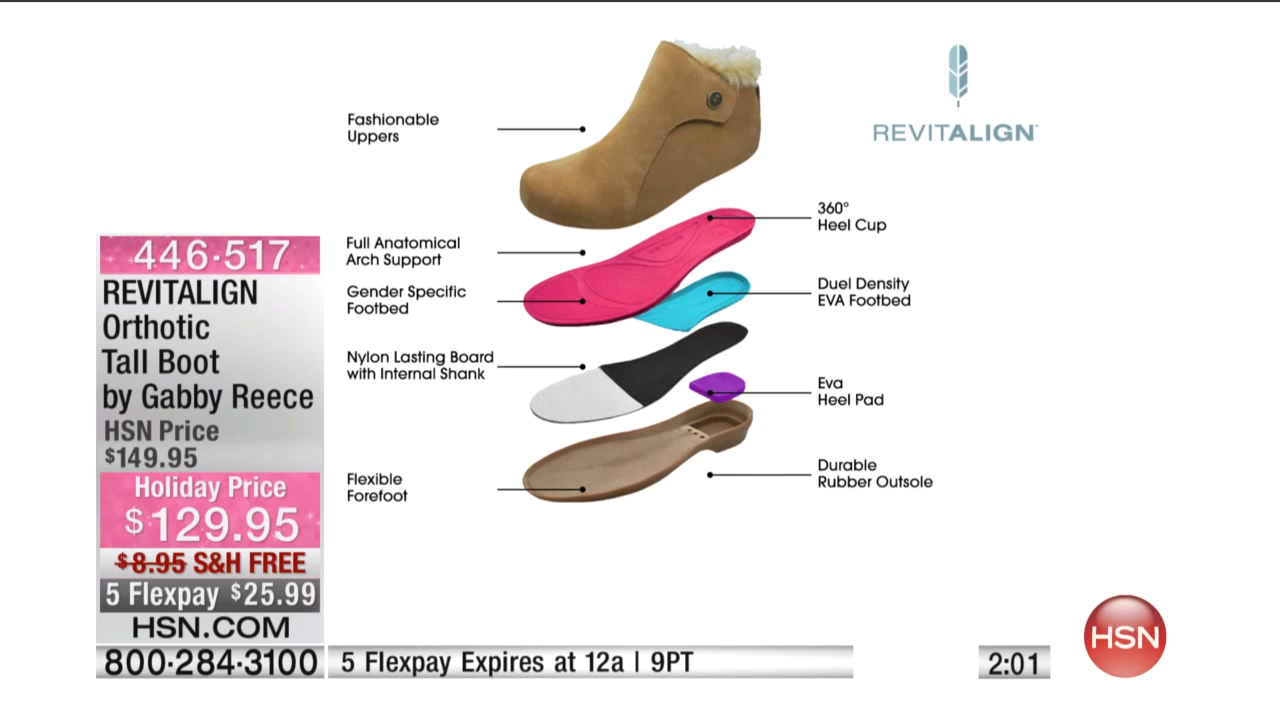 Fashionable
Uppers
REVITALIGN™
360°
Heel Cup
Full Anatomical
Arch Support
Gender Specific
Footbed
Duel Density
EVA Footbed
Nylon Lasting Board
with Internal Shank
Eva
Heel Pad
Flexible
Forefoot
Durable
Rubber Outsole
446·517
REVITALIGN
Orthotic
Tall Boot
by Gabby Reece
HSN Price
$149.95
Holiday Price
$129.95
$8.95 S&H FREE
5 Flexpay $25.99
HSN.COM
800·284·3100
5 Flexpay Expires at 12a | 9PT
2:01
HSN